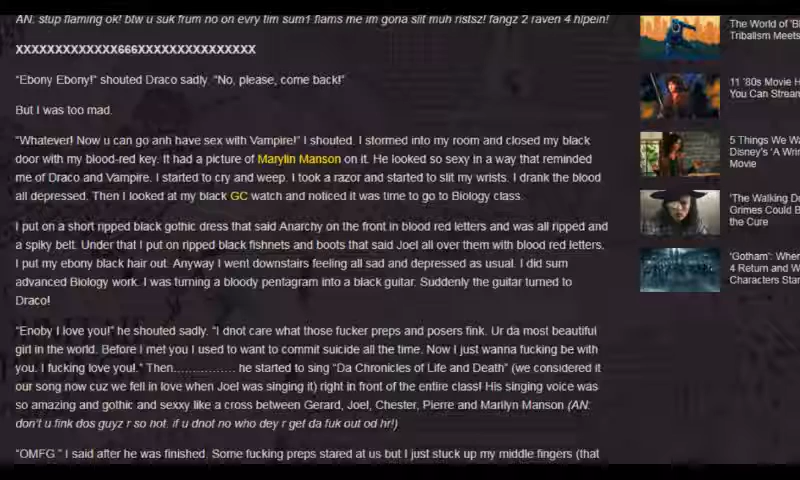 AN: stup flaming ok! btw u suk frum no on evry tim sum1 flams me im gona slit muh ristsz! fangz 2 raven 4 hlpein!
XXXXXXXXXXXXX666XXXXXXXXXXXXXXX
“Ebony Ebony!” shouted Draco sadly. “No, please, come back!”
But I was too mad.
“Whatever! Now u can go anh have sex with Vampire!” I shouted. I stormed into my room and closed my black
door with my blood-red key. It had a picture of Marylin Manson on it. He looked so sexy in a way that reminded
me of Draco and Vampire. I started to cry and weep. I took a razor and started to slit my wrists. I drank the blood
all depressed. Then I looked at my black GC watch and noticed it was time to go to Biology class.
I put on a short ripped black gothic dress that said Anarchy on the front in blood red letters and was all ripped and
a spiky belt. Under that I put on ripped black fishnets and boots that said Joel all over them with blood red letters.
I put my ebony black hair out. Anyway I went downstairs feeling all sad and depressed as usual. I did sum
advanced Biology work. I was turning a bloody pentagram into a black guitar. Suddenly the guitar turned to
Draco!
“Enoby I love you!” he shouted sadly. “I dnot care what those fucker preps and posers fink. Ur da most beautiful
girl in the world. Before I met you I used to want to commit suicide all the time. Now I just wanna fucking be with
you. I fucking love you!.” Then……………. he started to sing “Da Chronicles of Life and Death” (we considered it
our song now cuz we fell in love when Joel was singing it) right in front of the entire class! His singing voice was
so amazing and gothic and sexxy like a cross between Gerard, Joel, Chester, Pierre and Marilyn Manson (AN:
don’t u fink dos guyz r so hot. if u dnot no who dey r get da fuk out od hr!)
“OMFG.” I said after he was finished. Some fucking preps stared at us but I just stuck up my middle fingers (that
The World of 'B
Tribalism Meets
11 '80s Movie H
You Can Stream
5 Things We Wa
Disney's 'A Wrin
Movie
'The Walking De
Grimes Could B
the Cure
'Gotham': Wher
4 Return and W
Characters Star